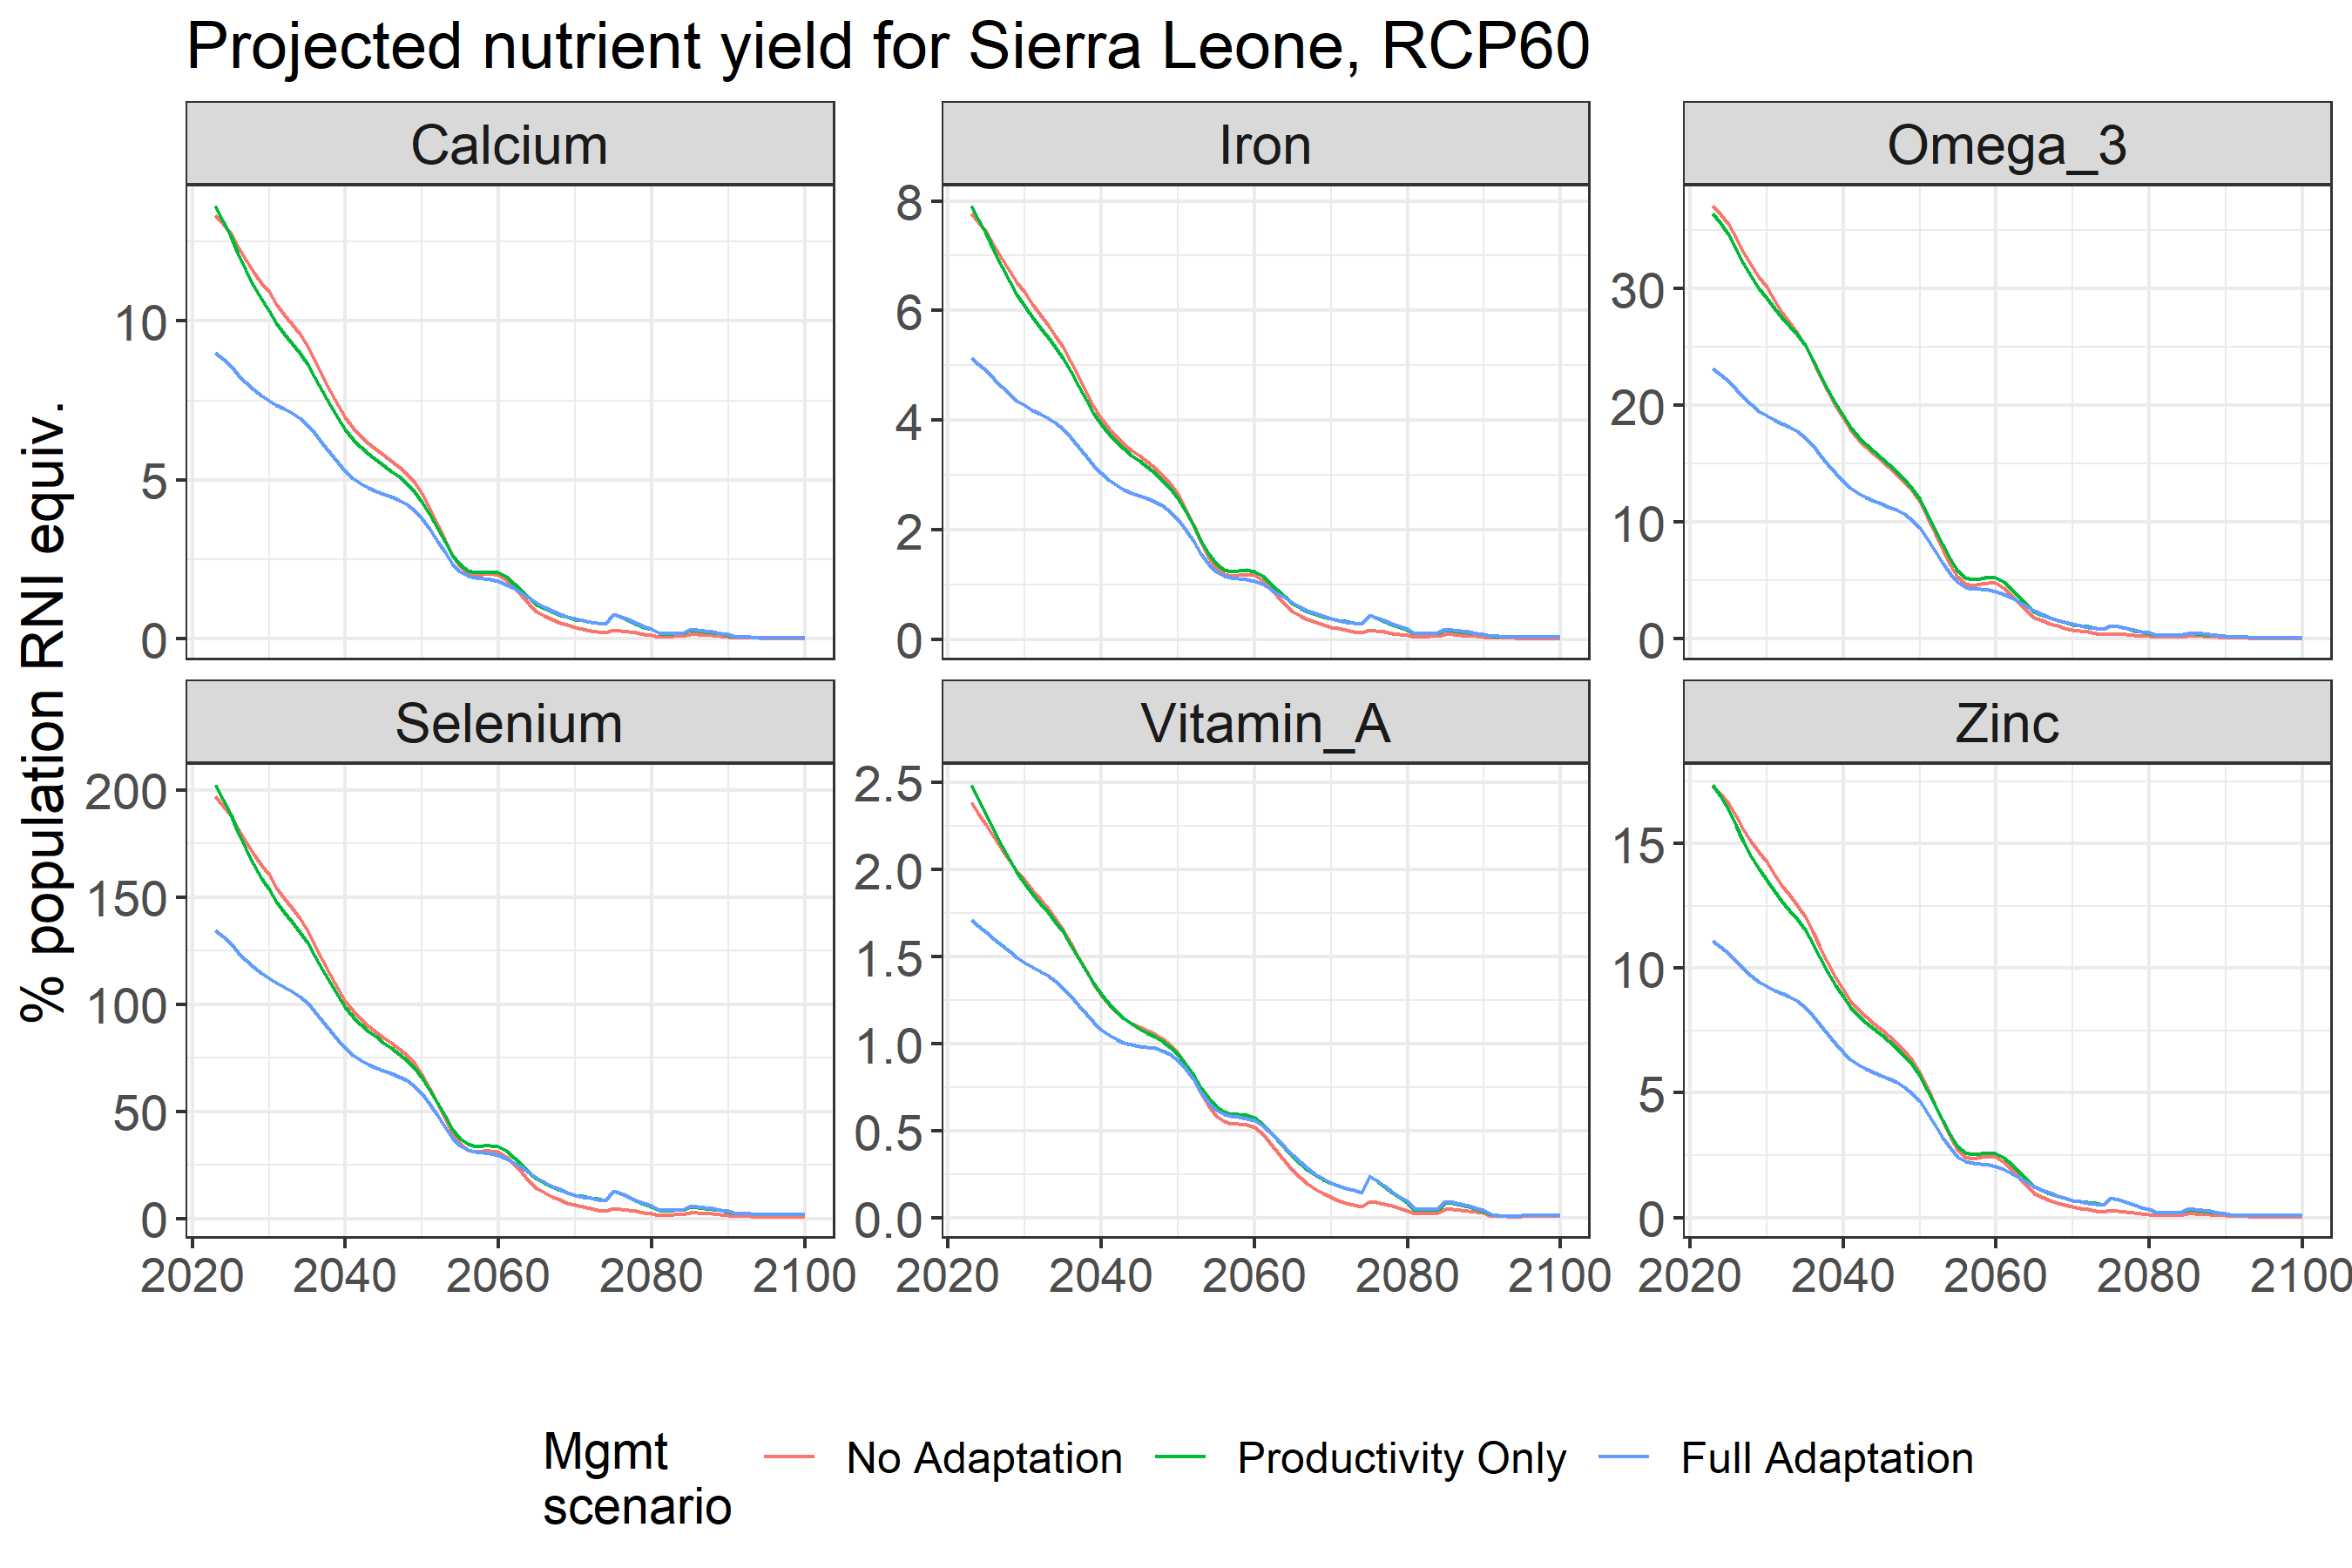 Projected nutrient yield for Sierra Leone, RCP60
% population RNI equiv.
Calcium
10
5
0
Iron
8
6
4
2
0
Omega_3
30
20
10
0
Selenium
200
150
100
50
0
2020 2040 2060 2080 2100
Vitamin_A
2.5
2.0
1.5
1.0
0.5
0.0
2020 2040 2060 2080 2100
Zinc
15
10
5
0
2020 2040 2060 2080 2100
Mgmt
scenario
No Adaptation
Productivity Only
Full Adaptation